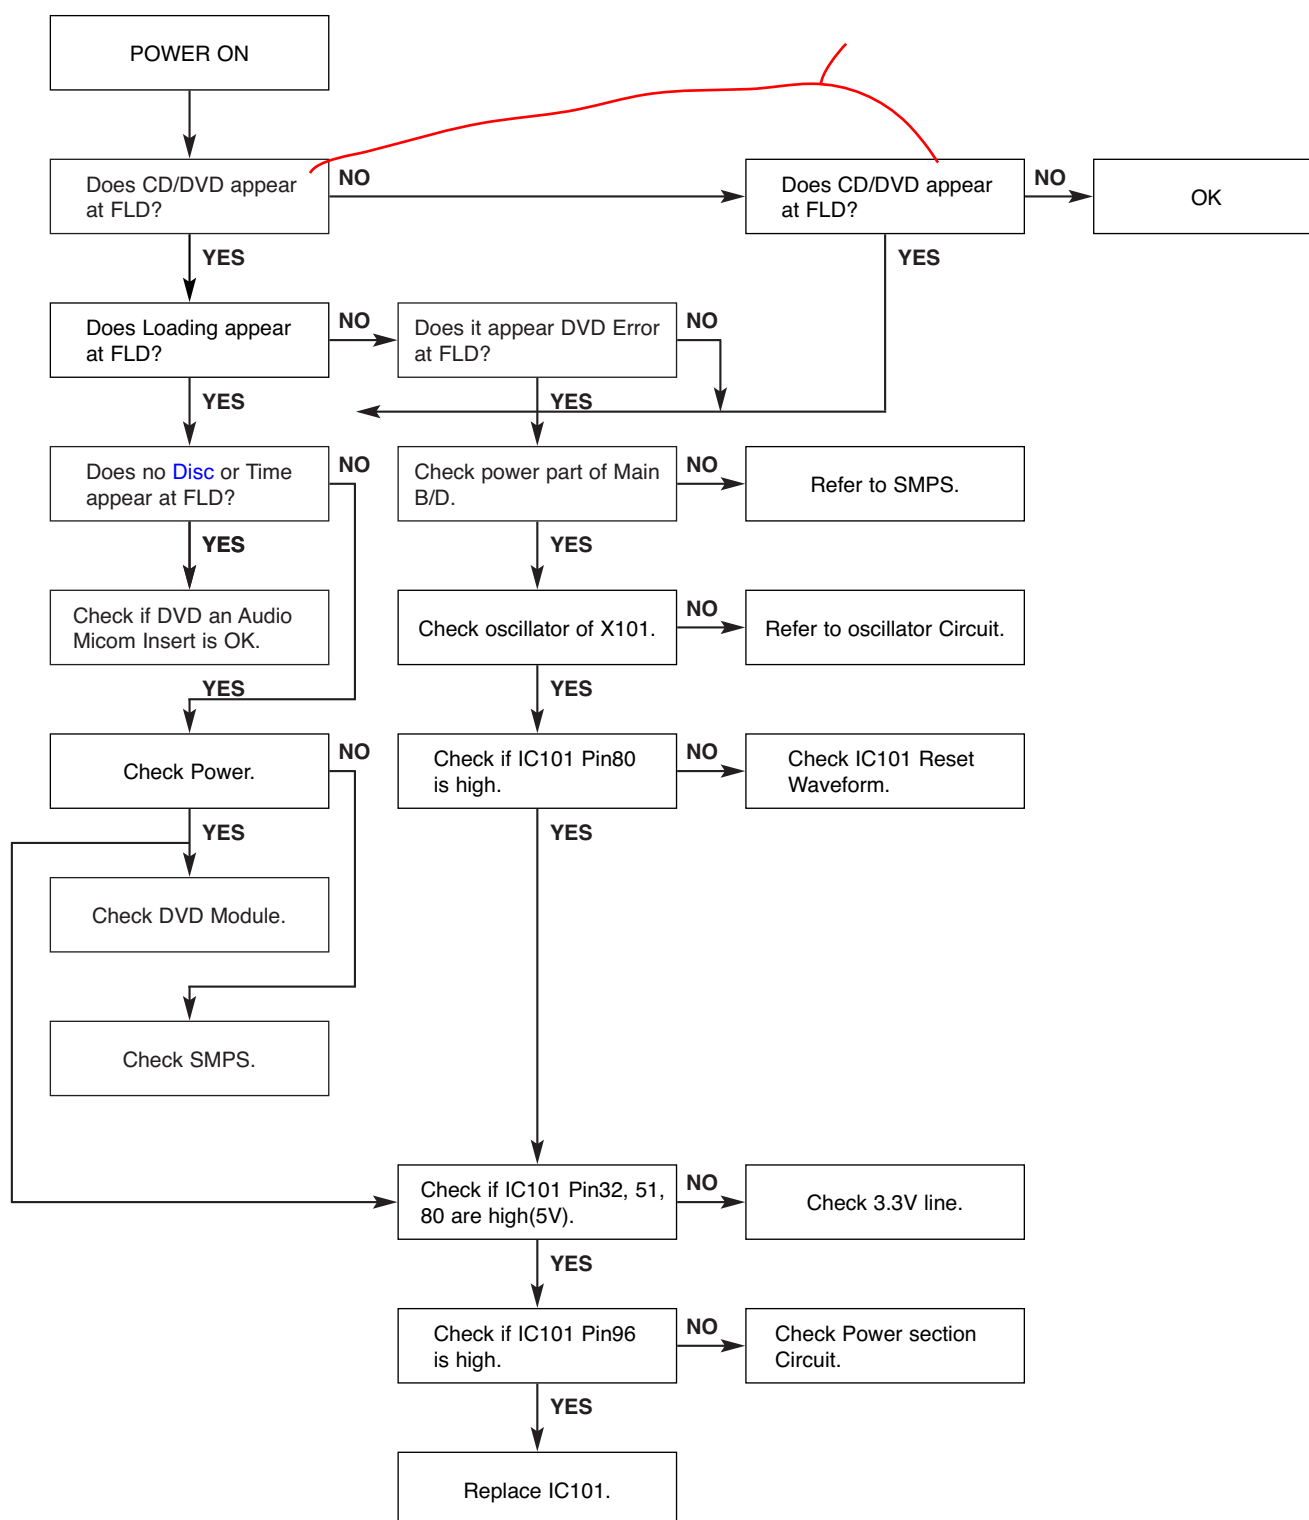 POWER ON
Does CD/DVD appear
at FLD?
NO
Does CD/DVD appear
at FLD?
NO
OK
YES
YES
Does Loading appear
at FLD?
NO
Does it appear DVD Error
at FLD?
NO
YES
YES
Does no Disc or Time
appear at FLD?
NO
Check power part of Main
B/D.
NO
Refer to SMPS.
YES
YES
Check if DVD an Audio
Micom Insert is OK.
Check oscillator of X101.
NO
Refer to oscillator Circuit.
YES
YES
Check Power.
NO
Check if IC101 Pin80
is high.
NO
Check IC101 Reset
Waveform.
YES
YES
Check DVD Module.
Check SMPS.
Check if IC101 Pin32, 51,
80 are high(5V).
NO
Check 3.3V line.
YES
Check if IC101 Pin96
is high.
NO
Check Power section
Circuit.
YES
Replace IC101.